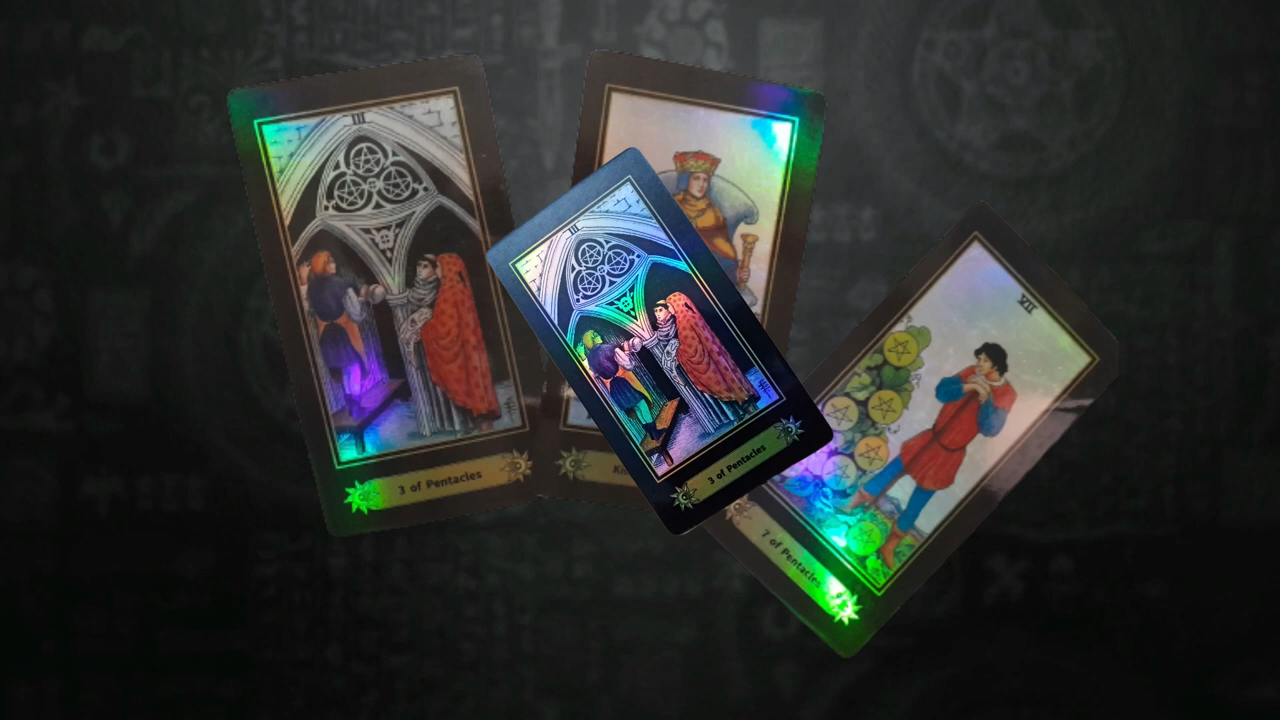 III
3 of Pentacles
III
3 of Pentacles
VII
7 of Pentacles